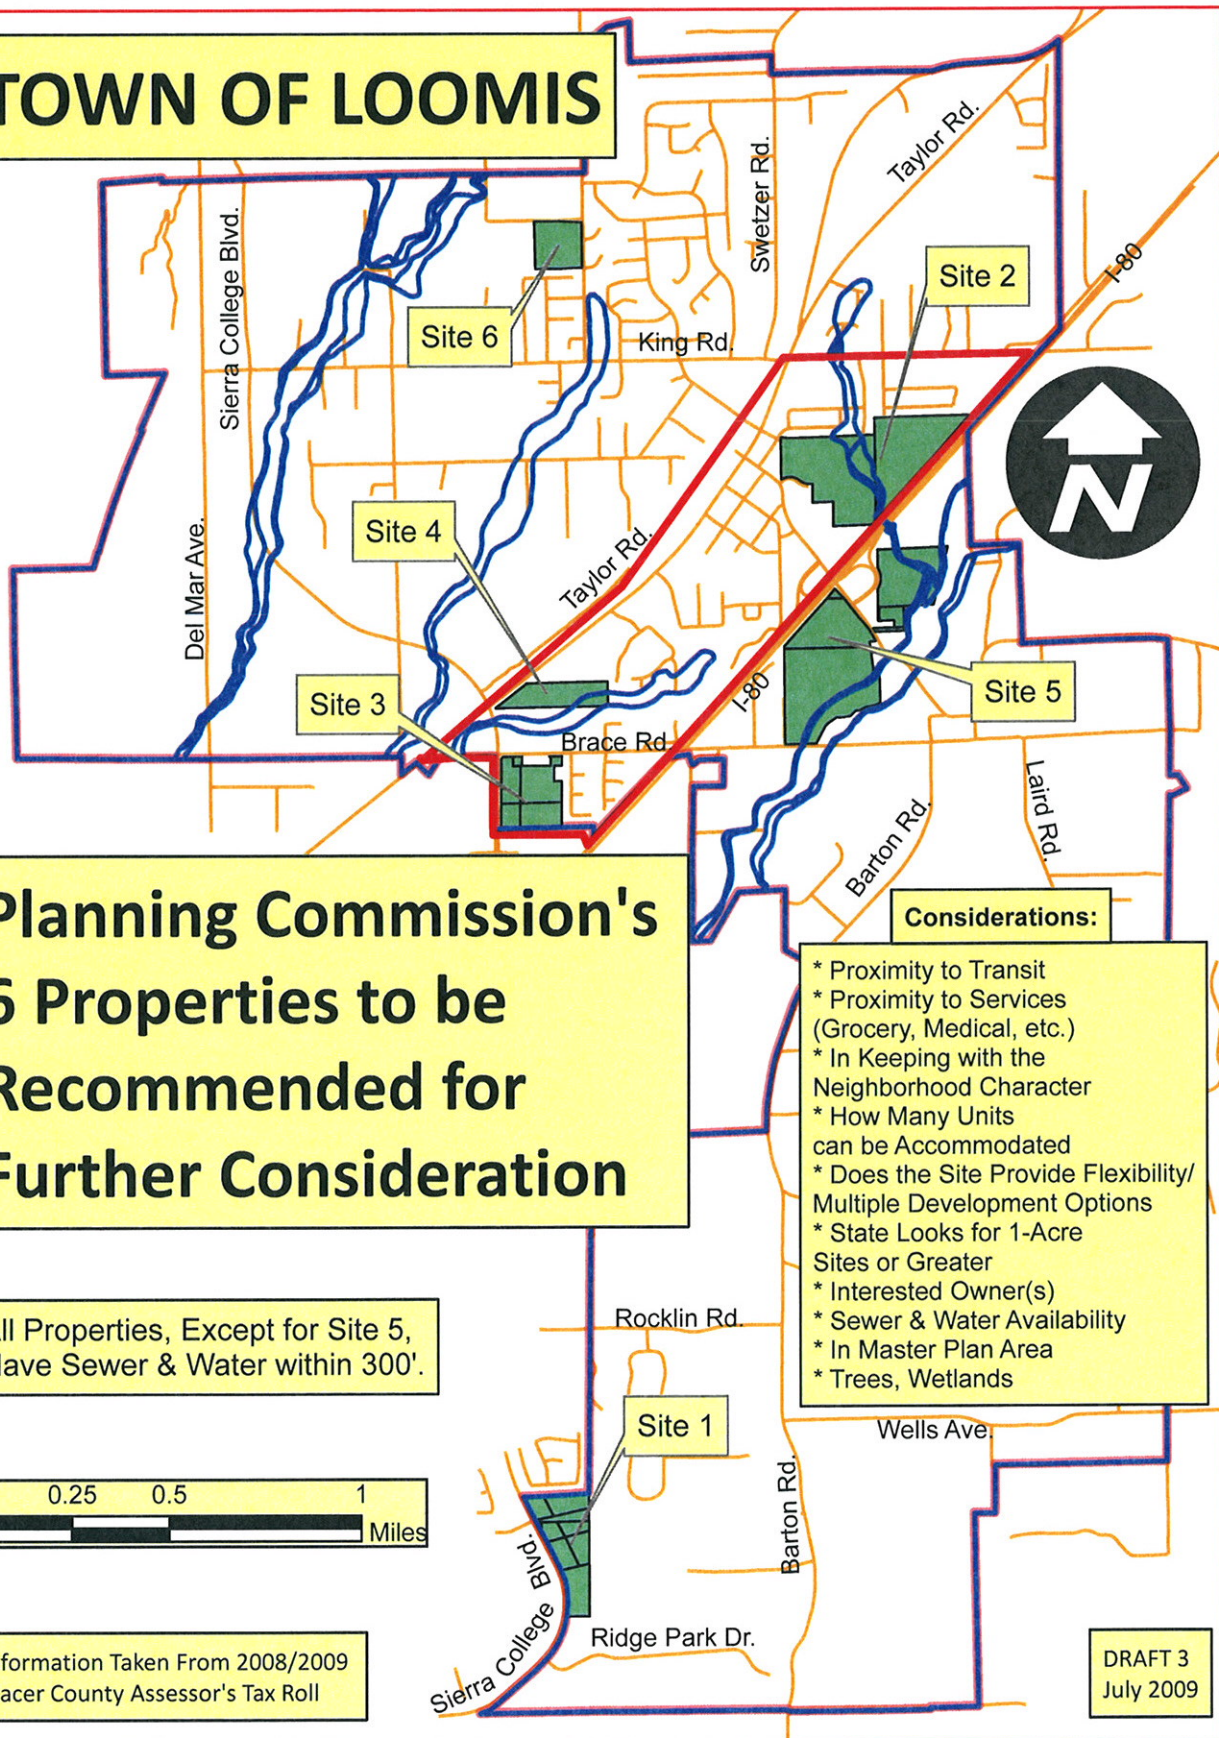 TOWN OF LOOMIS
Swetzer Rd.
Taylor Rd.
Sierra College Blvd.
I-80
Site 2
Site 6
King Rd.
N
Site 4
Del Mar Ave.
Taylor Rd.
Site 3
I-80
Site 5
Brace Rd.
Laird Rd.
Barton Rd.
Planning Commission's
6 Properties to be
Recommended for
Further Consideration
Considerations:
* Proximity to Transit
* Proximity to Services
(Grocery, Medical, etc.)
* In Keeping with the
Neighborhood Character
* How Many Units
can be Accommodated
* Does the Site Provide Flexibility/
Multiple Development Options
* State Looks for 1-Acre
Sites or Greater
* Interested Owner(s)
* Sewer & Water Availability
* In Master Plan Area
* Trees, Wetlands
ll Properties, Except for Site 5,
Have Sewer & Water within 300'.
Rocklin Rd.
Site 1
Wells Ave.
0.25 0.5 1
Miles
Barton Rd.
Sierra College Blvd.
Ridge Park Dr.
formation Taken From 2008/2009
acer County Assessor's Tax Roll
DRAFT 3
July 2009